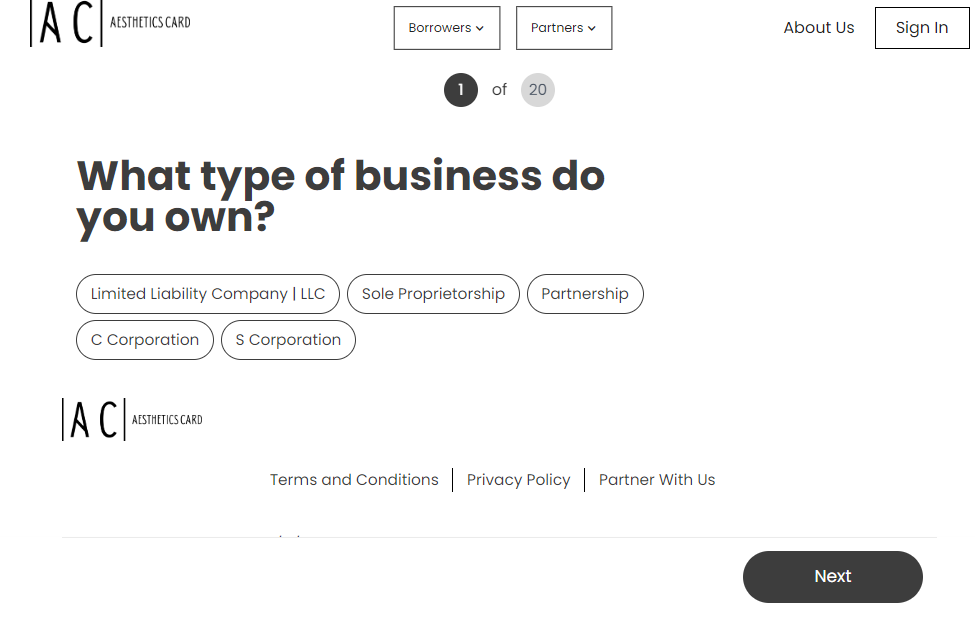 AC AESTHETICS CARD
Borrowers
Partners
About Us
Sign In
1 of 20
What type of business do
you own?
Limited Liability Company | LLC
Sole Proprietorship
Partnership
C Corporation
S Corporation
AC AESTHETICS CARD
Terms and Conditions
Privacy Policy
Partner With Us
Next